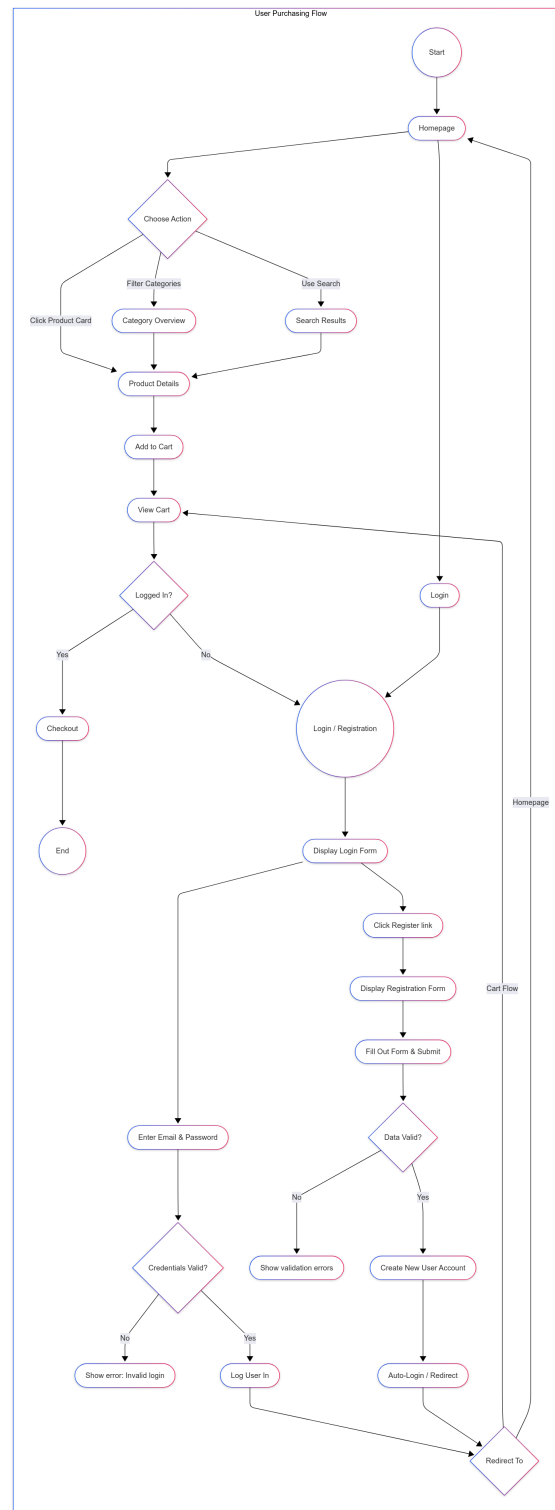 User Purchasing Flow
Start
Homepage
Choose Action
Filter Categories
Use Search
Click Product Card
Category Overview
Search Results
Product Details
Add to Cart
View Cart
Logged In?
Login
Yes
No
Checkout
Login / Registration
Homepage
End
Display Login Form
Click Register link
Cart Flow
Display Registration Form
Fill Out Form & Submit
Enter Email & Password
Data Valid?
No
Yes
Credentials Valid?
Show validation errors
Create New User Account
No
Yes
Show error: Invalid login
Log User In
Auto-Login / Redirect
Redirect To